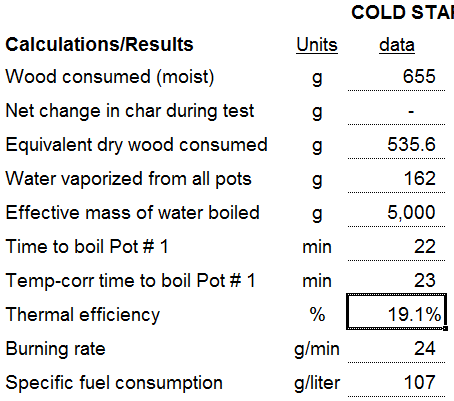 COLD STA
Calculations/Results Units data
Wood consumed (moist) g 655
Net change in char during test g -
Equivalent dry wood consumed g 535.6
Water vaporized from all pots g 162
Effective mass of water boiled g 5,000
Time to boil Pot # 1 min 22
Temp-corr time to boil Pot # 1 min 23
Thermal efficiency % 19.1%
Burning rate g/min 24
Specific fuel consumption g/liter 107